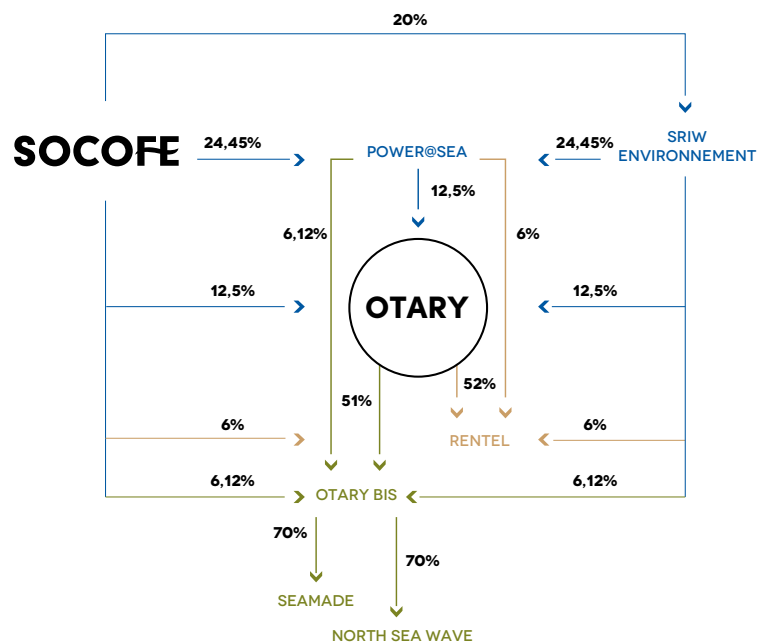 20%
SOCOFE
24,45%
POWER@SEA
24,45%
SRIW
ENVIRONNEMENT
12,5%
6,12%
6%
12,5%
OTARY
12,5%
52%
51%
6%
RENTEL
6%
6,12%
OTARY BIS
6,12%
70%
70%
SEAMADE
NORTH SEA WAVE